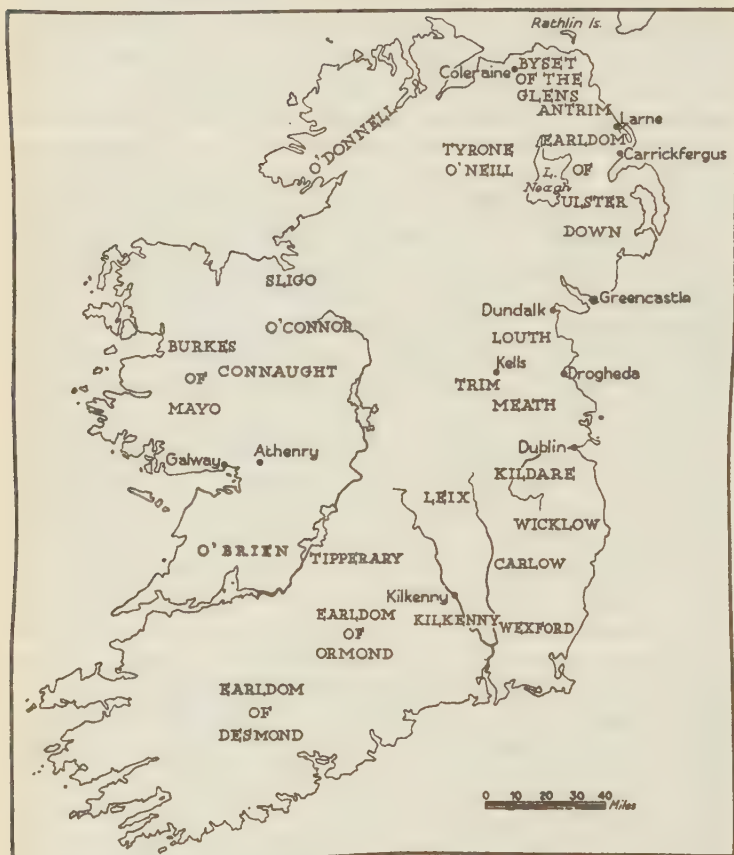 Rathlin Is.
Coleraine
BYSET
OF THE
GLENS
ANTRIM
Larne
O'DONNELL
TYRONE
O'NEILL
EARLDOM
OF
ULSTER
L.
Neagh
Carrickfergus
DOWN
Greencastle
SLIGO
Dundalk
LOUTH
O'CONNOR
BURKES
OF
MAYO
CONNAUGHT
Kells
TRIM
Drogheda
MEATH
Galway
Athenry
Dublin
KILDARE
LEIX
WICKLOW
O'BRIEN
TIPPERARY
CARLOW
Kilkenny
EARLDOM
OF
ORMOND
KILKENNY
WEXFORD
EARLDOM
OF
DESMOND
0 10 20 30 40
Miles